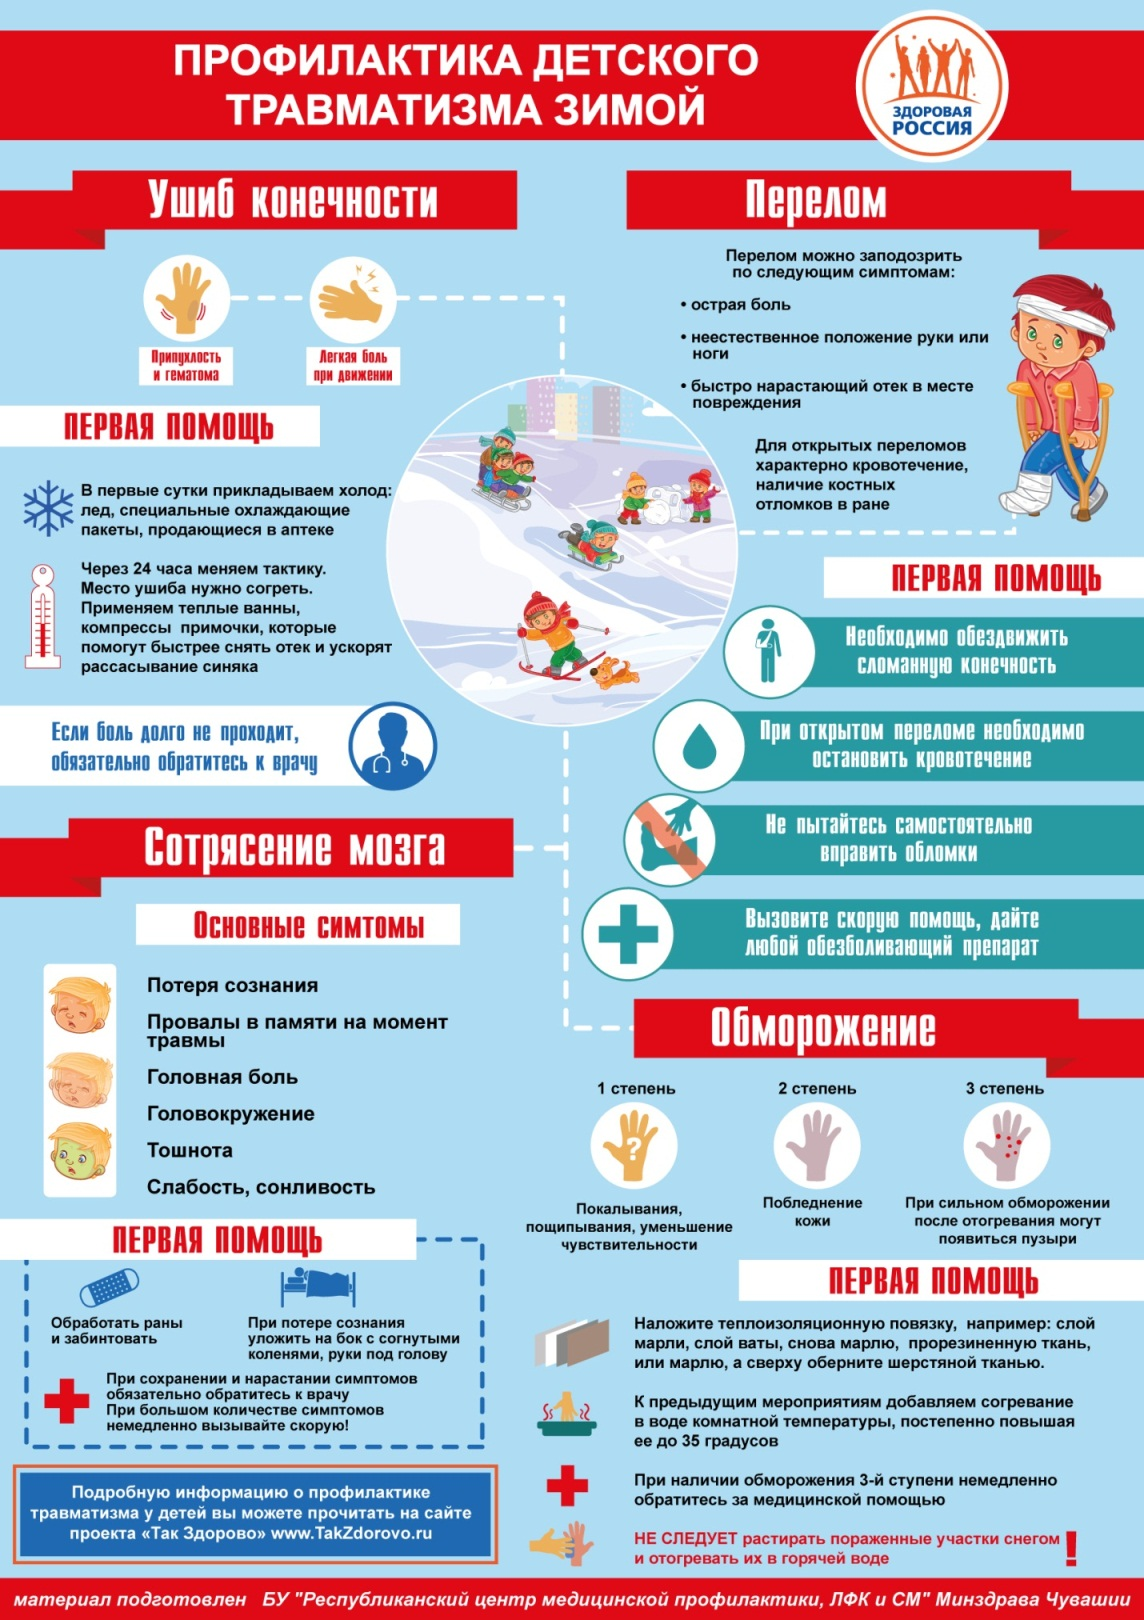 ПРОФИЛАКТИКА ДЕТСКОГО
ТРАВМАТИЗМА ЗИМОЙ
ЗДОРОВАЯ
РОССИЯ
Ушиб конечности
Припухлость
и гематома
Легкая боль
при движении
ПЕРВАЯ ПОМОЩЬ
В первые сутки прикладываем холод:
лед, специальные охлаждающие
пакеты, продающиеся в аптеке
Через 24 часа меняем тактику.
Место ушиба нужно согреть.
Применяем теплые ванны,
компрессы примочки, которые
помогут быстрее снять отек и ускорят
рассасывание синяка
Если боль долго не проходит,
обязательно обратитесь к врачу
Перелом
Перелом можно заподозрить
по следующим симптомам:
• острая боль
• неестественное положение руки или
ноги
• быстро нарастающий отек в месте
повреждения
Для открытых переломов
характерно кровотечение,
наличие костных
отломков в ране
ПЕРВАЯ ПОМОЩЬ
Необходимо обездвижить
сломанную конечность
При открытом переломе необходимо
остановить кровотечение
Не пытайтесь самостоятельно
вправить обломки
Вызовите скорую помощь, дайте
любой обезболивающий препарат
Сотрясение мозга
Основные симтомы
Потеря сознания
Провалы в памяти на момент
травмы
Головная боль
Головокружение
Тошнота
Слабость, сонливость
ПЕРВАЯ ПОМОЩЬ
Обработать раны
и забинтовать
При потере сознания
уложить на бок с согнутыми
коленями, руки под голову
При сохранении и нарастании симптомов
обязательно обратитесь к врачу
При большом количестве симптомов
немедленно вызывайте скорую!
Подробную информацию о профилактике
травматизма у детей вы можете прочитать на сайте
проекта «Так Здорово» www.TakZdorovo.ru
Обморожение
1 степень
2 степень
3 степень
?
Покалывания,
пощипывания, уменьшение
чувствительности
Побледнение
кожи
При сильном обморожении
после отогревания могут
появиться пузыри
ПЕРВАЯ ПОМОЩЬ
Наложите теплоизоляционную повязку, например: слой
марли, слой ваты, снова марлю, прорезиненную ткань,
или марлю, а сверху оберните шерстяной тканью.
К предыдущим мероприятиям добавляем согревание
в воде комнатной температуры, постепенно повышая
ее до 35 градусов
При наличии обморожения 3-й ступени немедленно
обратитесь за медицинской помощью
НЕ СЛЕДУЕТ растирать пораженные участки снегом
и отогревать их в горячей воде
!
материал подготовлен БУ "Республиканский центр медицинской профилактики, ЛФК и СМ" Минздрава Чувашии